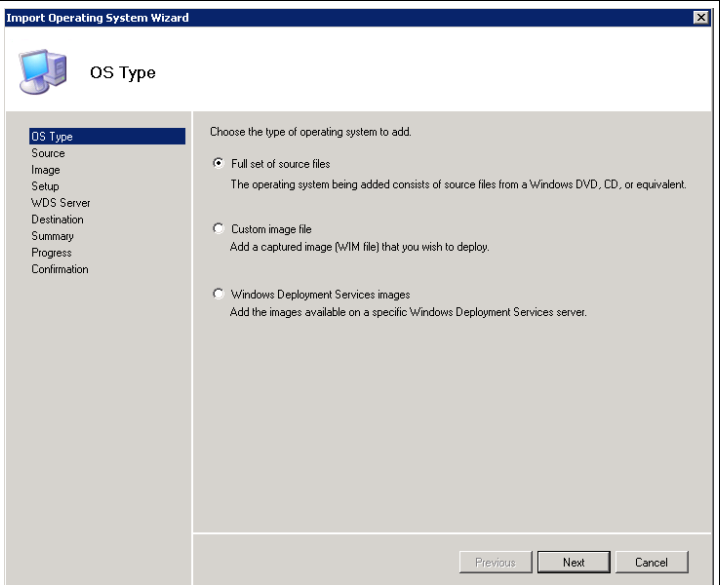 Import Operating System Wizard
OS Type
OS Type
Source
Image
Setup
WDS Server
Destination
Summary
Progress
Confirmation
Choose the type of operating system to add.
Full set of source files
The operating system being added consists of source files from a Windows DVD, CD, or equivalent.
Custom image file
Add a captured image (WIM file) that you wish to deploy.
Windows Deployment Services images
Add the images available on a specific Windows Deployment Services server.
Previous Next Cancel